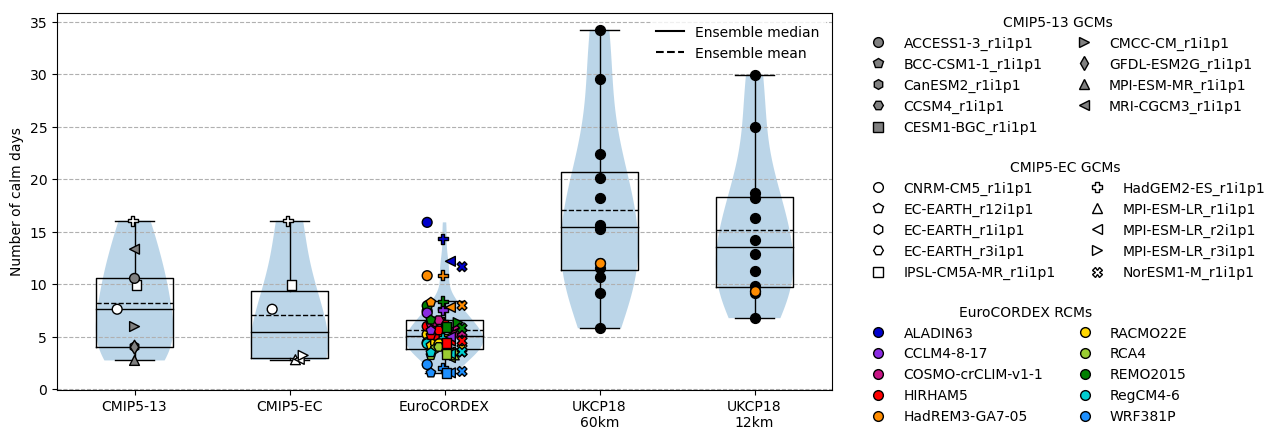 Number of calm days
35
30
25
20
15
10
5
0
Ensemble median
Ensemble mean
CMIP5-13
CMIP5-EC
EuroCORDEX
UKCP18
60km
UKCP18
12km
CMIP5-13 GCMs
ACCESS1-3_r1i1p1
BCC-CSM1-1_r1i1p1
CanESM2_r1i1p1
CCSM4_r1i1p1
CESM1-BGC_r1i1p1
CMCC-CM_r1i1p1
GFDL-ESM2G_r1i1p1
MPI-ESM-MR_r1i1p1
MRI-CGCM3_r1i1p1
CMIP5-EC GCMs
CNRM-CM5_r1i1p1
EC-EARTH_r12i1p1
EC-EARTH_r1i1p1
EC-EARTH_r3i1p1
IPSL-CM5A-MR_r1i1p1
HadGEM2-ES_r1i1p1
MPI-ESM-LR_r1i1p1
MPI-ESM-LR_r2i1p1
MPI-ESM-LR_r3i1p1
NorESM1-M_r1i1p1
EuroCORDEX RCMs
ALADIN63
CCLM4-8-17
COSMO-crCLIM-v1-1
HIRHAM5
HadREM3-GA7-05
RACMO22E
RCA4
REMO2015
RegCM4-6
WRF381P